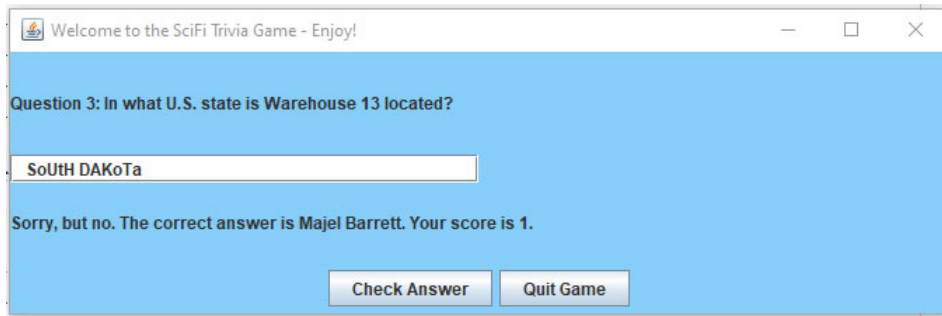 Welcome to the SciFi Trivia Game - Enjoy!
Question 3: In what U.S. state is Warehouse 13 located?
SoUtH DAKoTa
Sorry, but no. The correct answer is Majel Barrett. Your score is 1.
Check Answer Quit Game